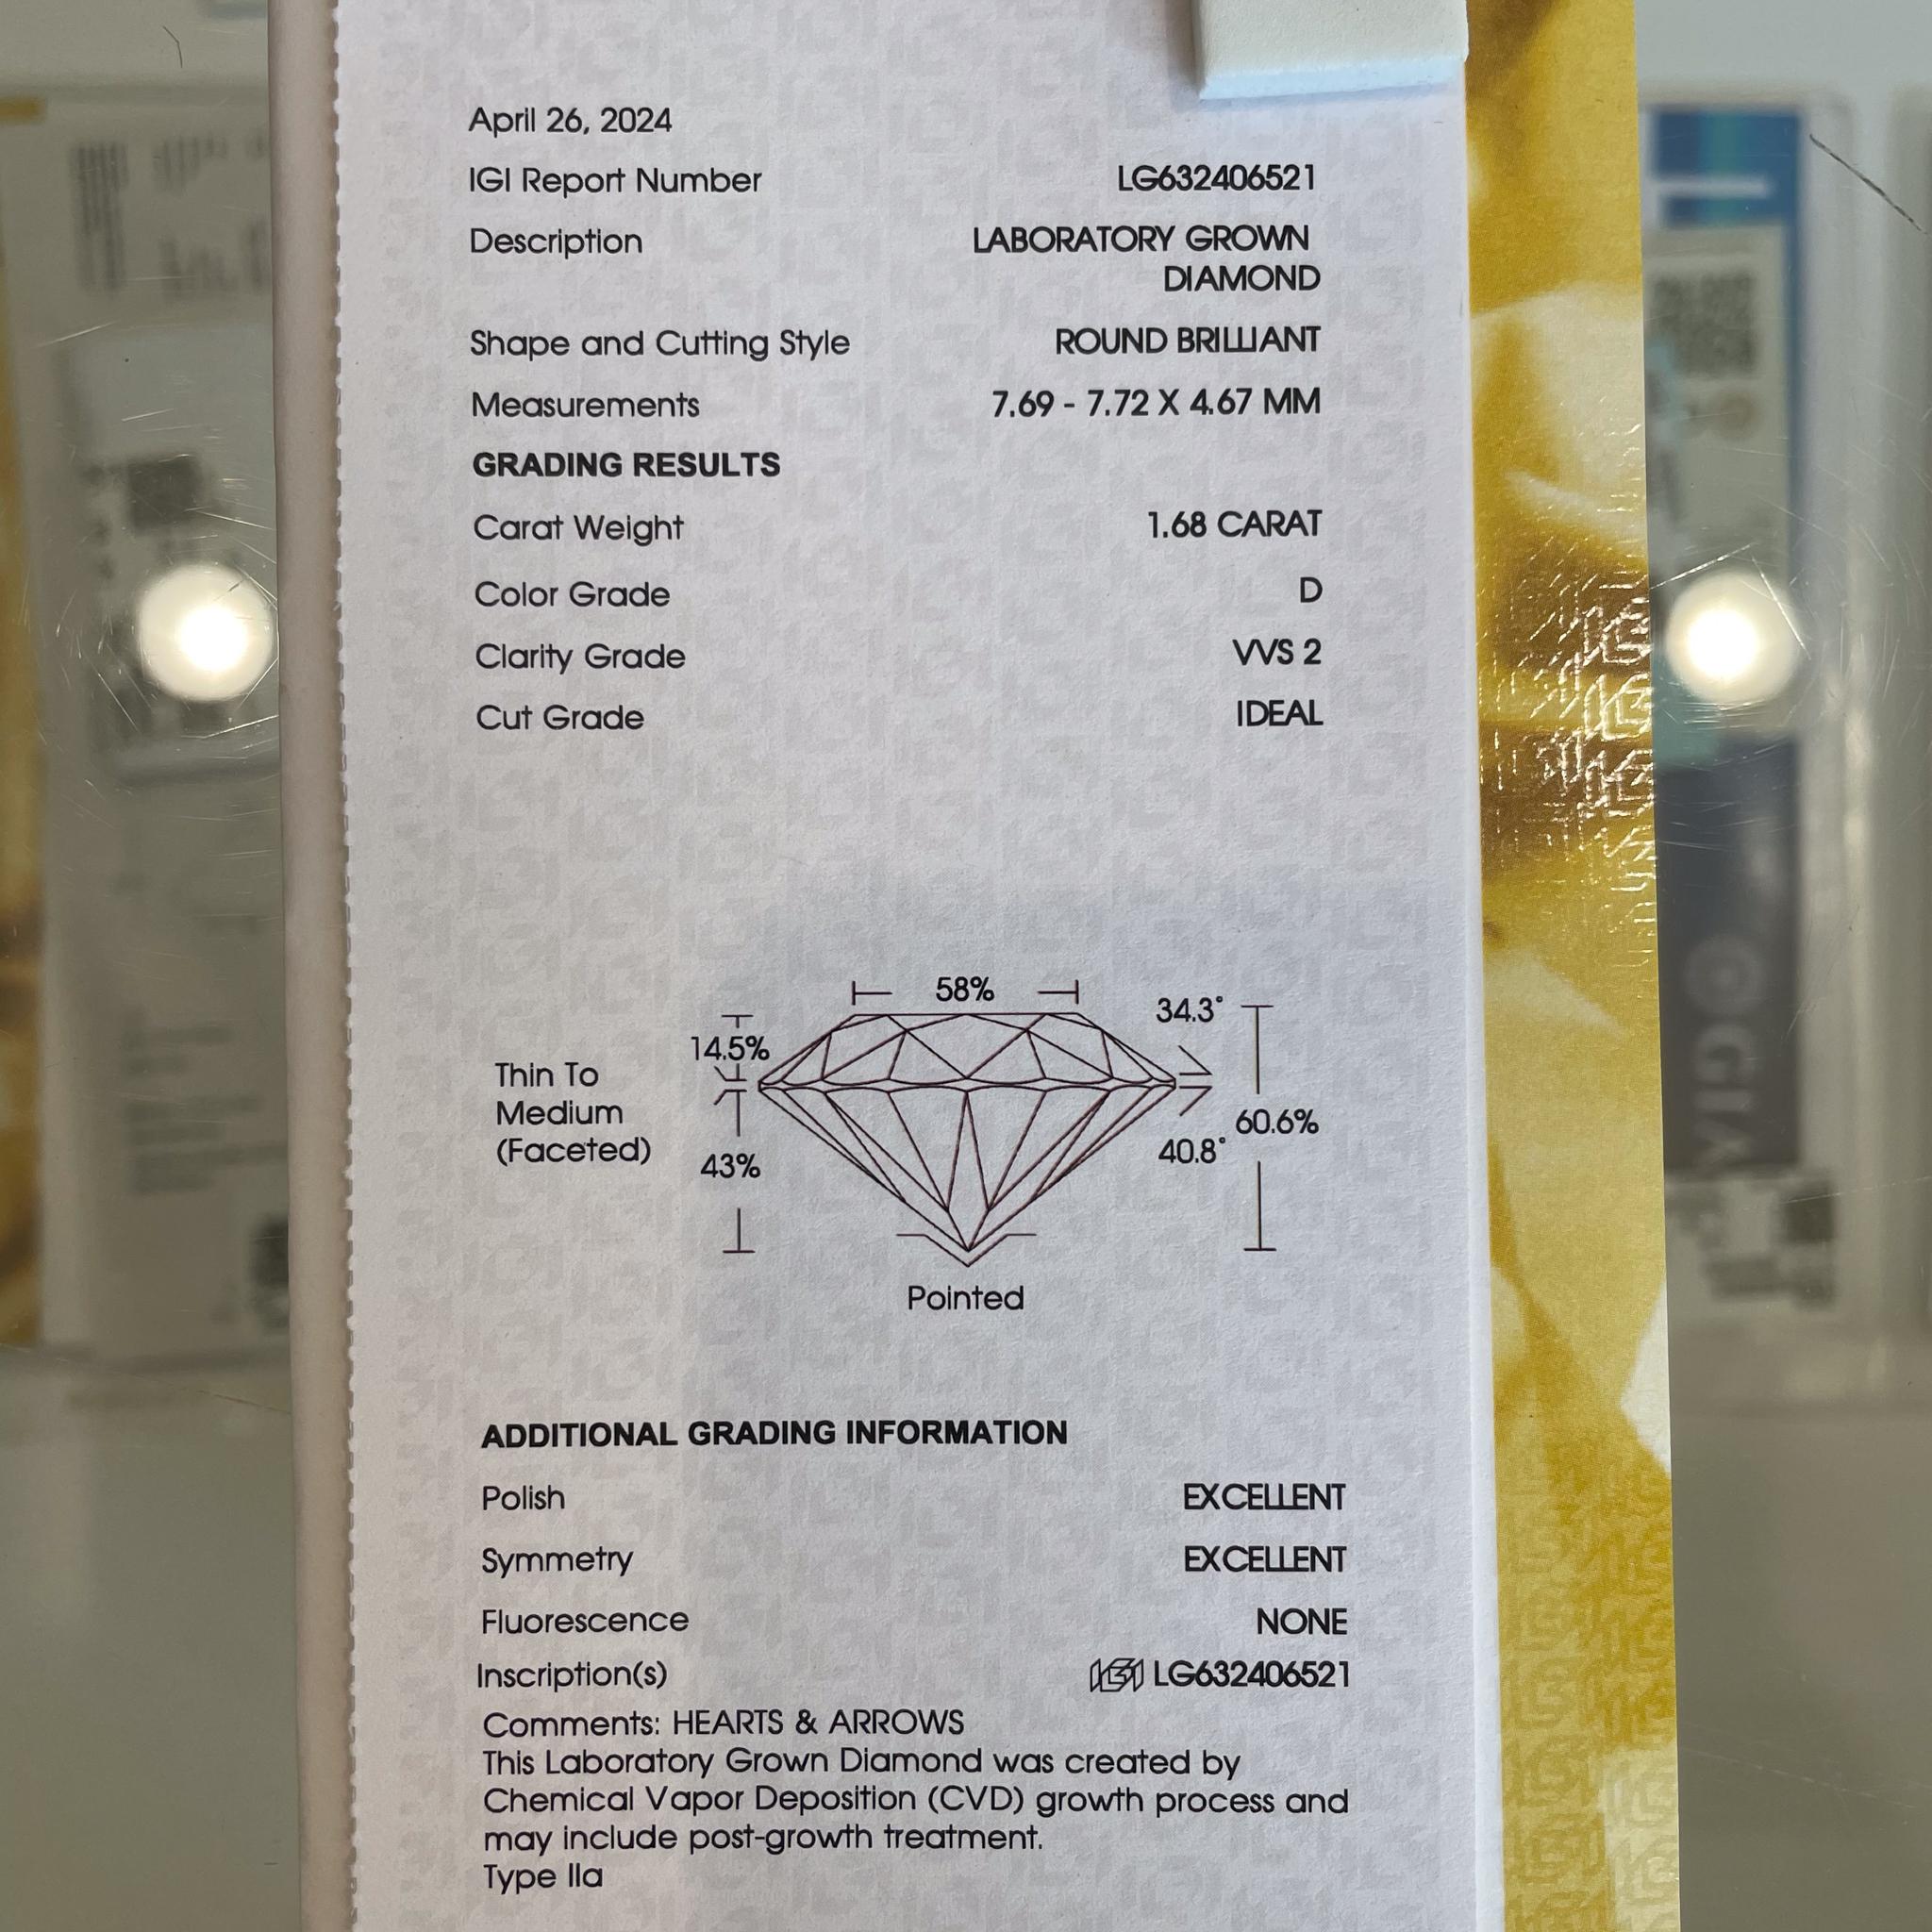 April 26, 2024
IGI Report Number LG632406521
Description LABORATORY GROWN
DIAMOND
Shape and Cutting Style ROUND BRILLIANT
Measurements 7.69 - 7.72 X 4.67 MM
GRADING RESULTS
Carat Weight 1.68 CARAT
Color Grade D
Clarity Grade VVS 2
Cut Grade IDEAL
58%
34.3°
14.5%
Thin To
Medium
(Faceted)
43%
60.6%
40.8°
Pointed
ADDITIONAL GRADING INFORMATION
Polish EXCELLENT
Symmetry EXCELLENT
Fluorescence NONE
Inscription(s) IGI LG632406521
Comments: HEARTS & ARROWS
This Laboratory Grown Diamond was created by
Chemical Vapor Deposition (CVD) growth process and
may include post-growth treatment.
Type IIa